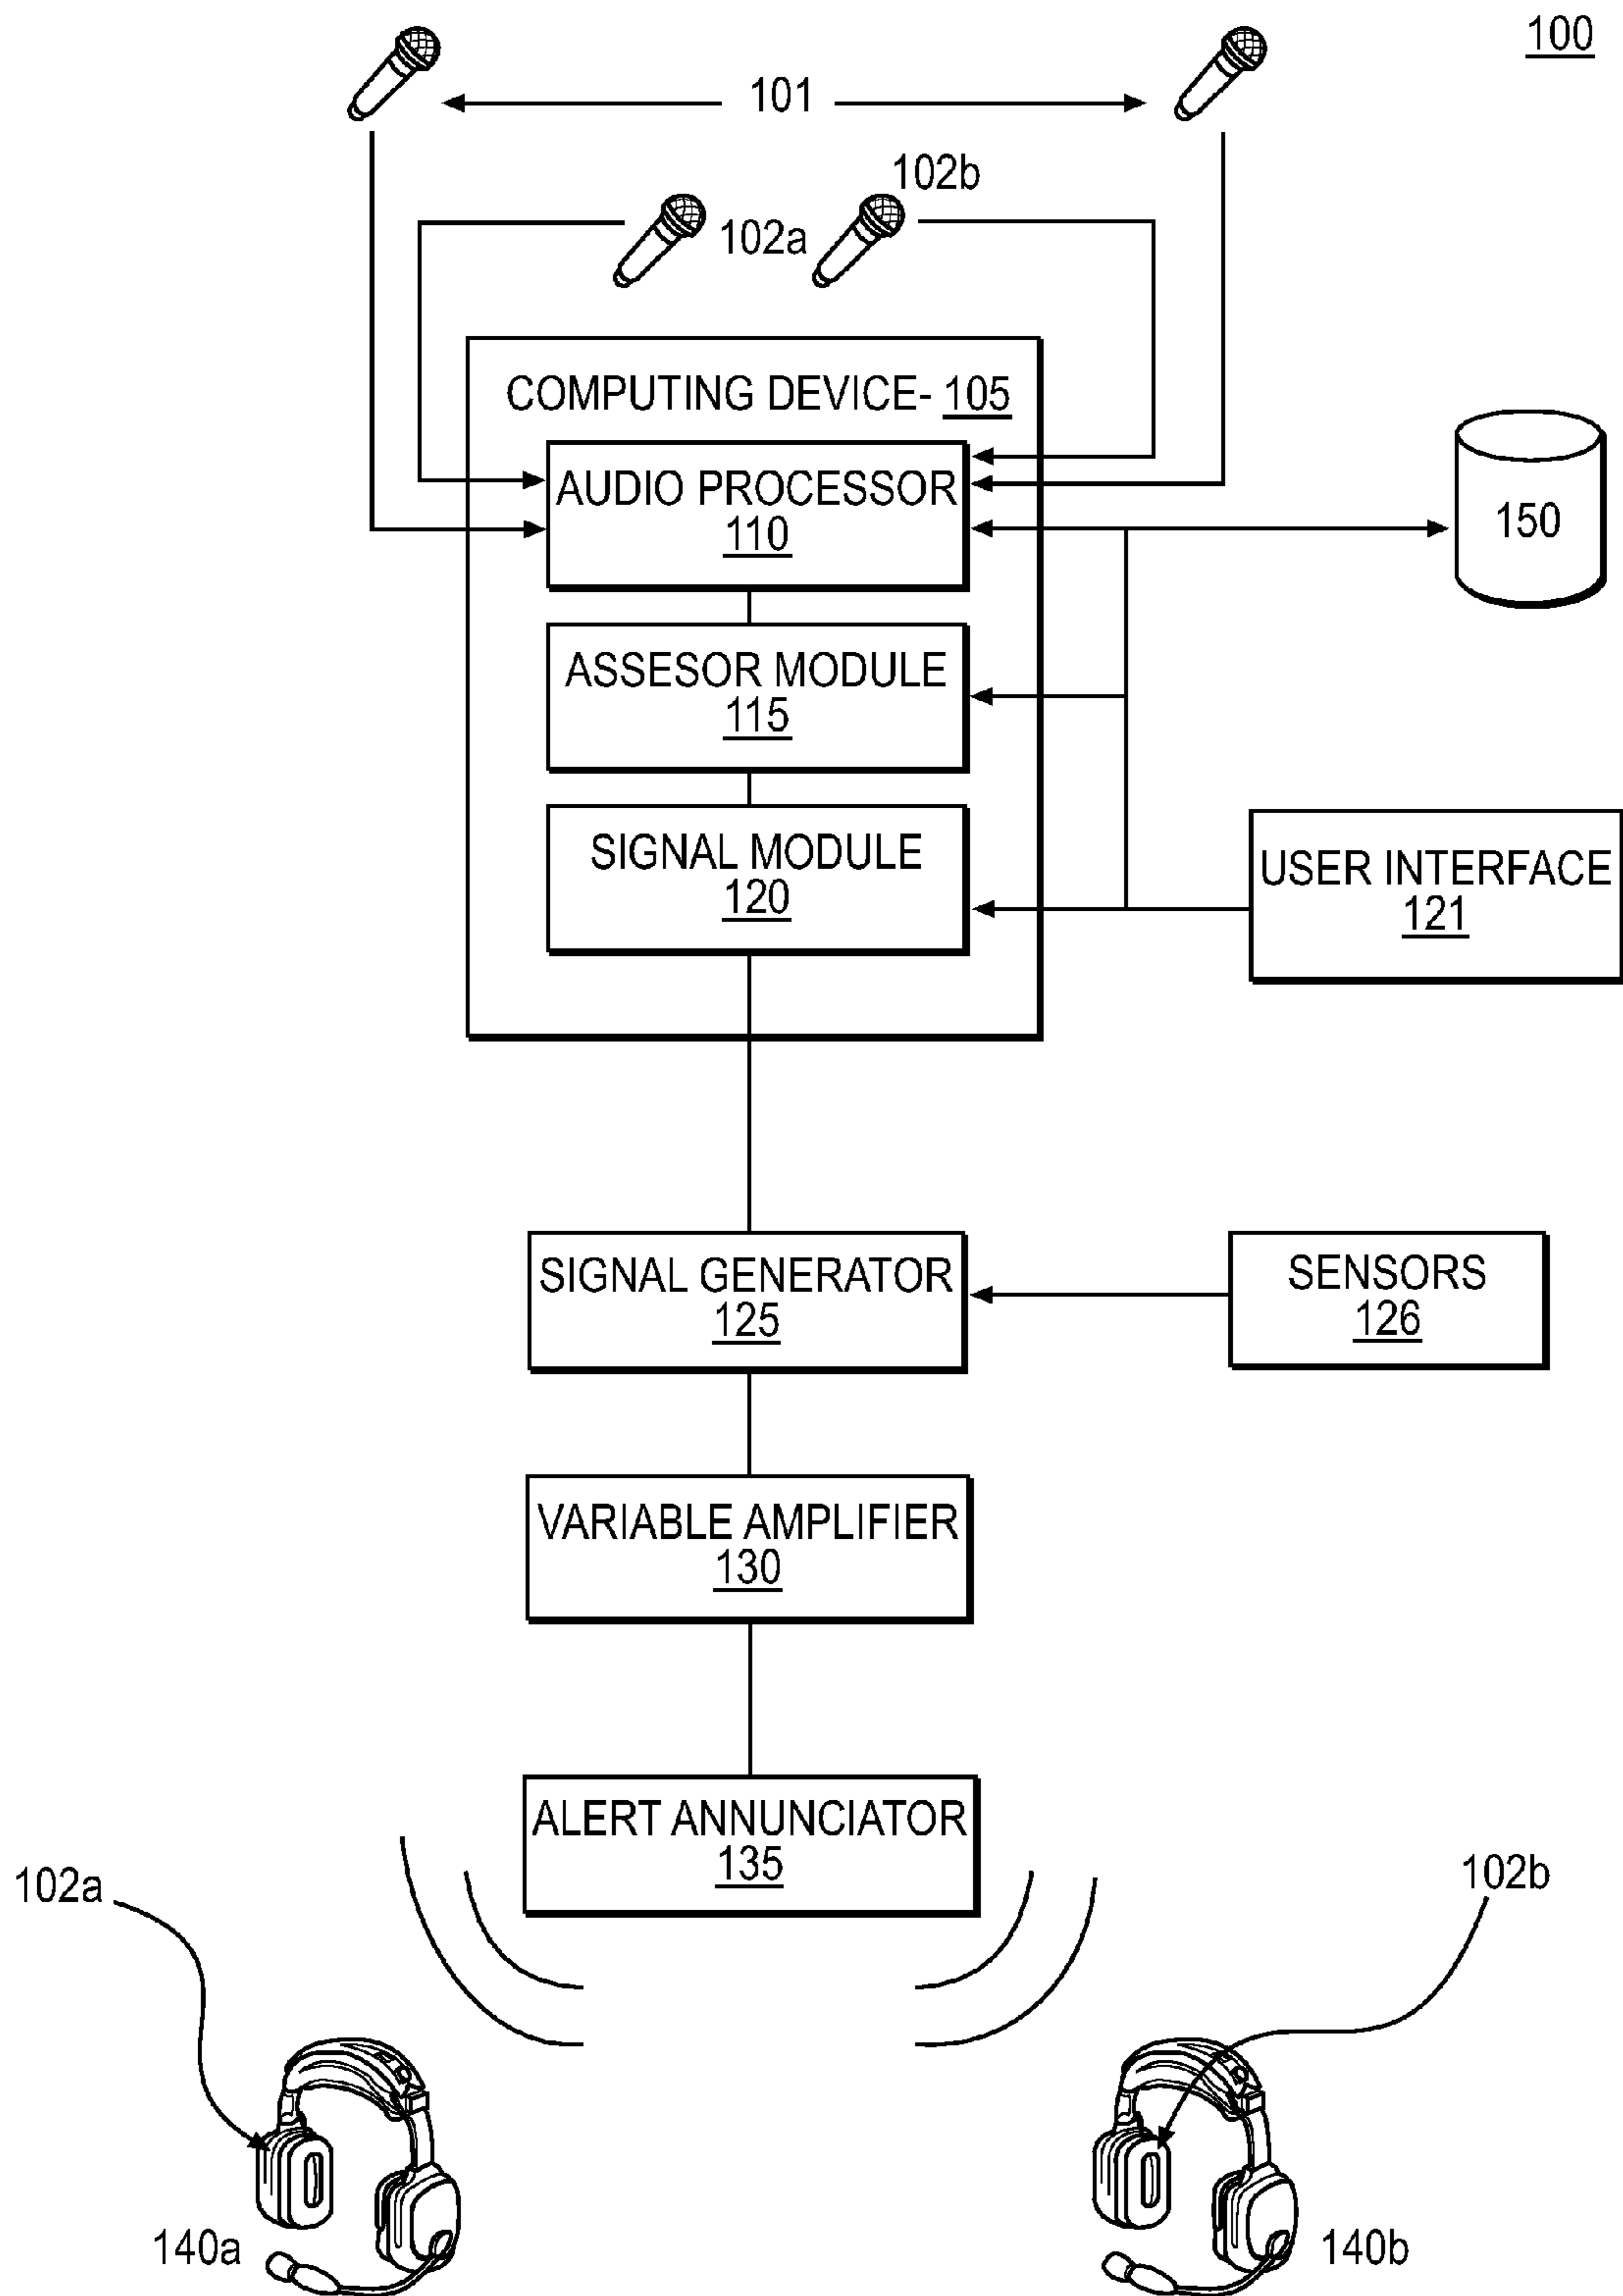 100
101
102b
102a
COMPUTING DEVICE- 105
AUDIO PROCESSOR
110
150
ASSESOR MODULE
115
SIGNAL MODULE
120
USER INTERFACE
121
SIGNAL GENERATOR
125
SENSORS
126
VARIABLE AMPLIFIER
130
ALERT ANNUNCIATOR
135
102a
102b
140a
140b